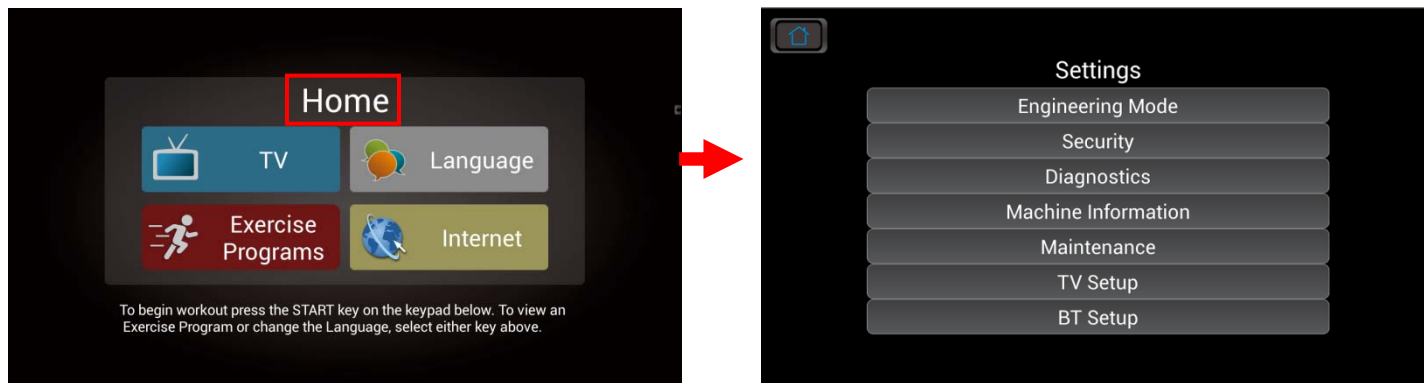 Home
TV
Language
Exercise
Programs
Internet
To begin workout press the START key on the keypad below. To view an
Exercise Program or change the Language, select either key above.
Settings
Engineering Mode
Security
Diagnostics
Machine Information
Maintenance
TV Setup
BT Setup